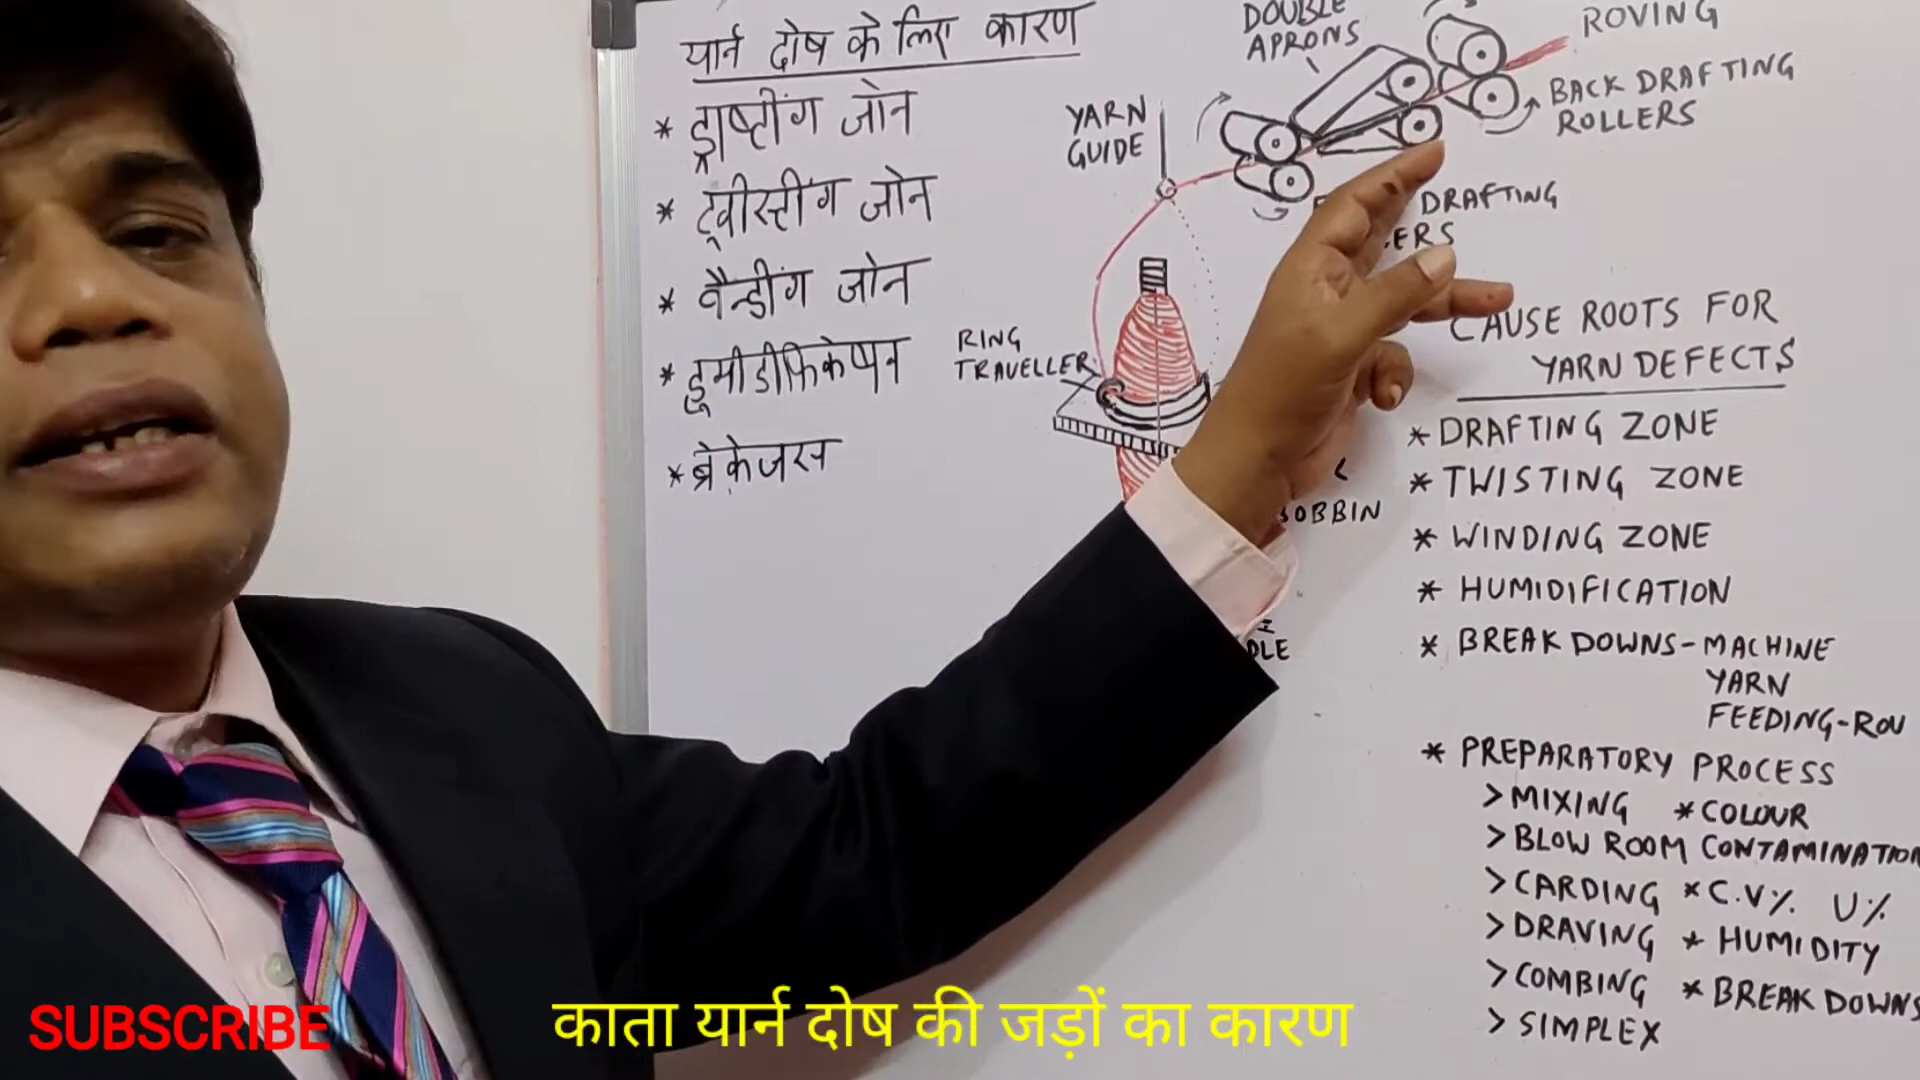 यार्न दोष के लिए कारण
* ड्राफ्टींग जोन
* ट्वीस्टींग जोन
* वैन्डींग जोन
* हूमीडीफिकेषन
* ब्रेकेजस
DOUBLE
APRONS
ROVING
BACK DRAFTING
ROLLERS
YARN
GUIDE
DRAFTING
RING
TRAVELLER
CAUSE ROOTS FOR
YARN DEFECTS
* DRAFTING ZONE
* TWISTING ZONE
* WINDING ZONE
* HUMIDIFICATION
* BREAK DOWNS-MACHINE
YARN
FEEDING-ROV
* PREPARATORY PROCESS
> MIXING * COLOUR
> BLOW ROOM CONTAMINATION
> CARDING * C.V% U%
> DRAVING * HUMIDITY
> COMBING * BREAK DOWNS
> SIMPLEX
SUBSCRIBE
काता यार्न दोष की जड़ों का कारण